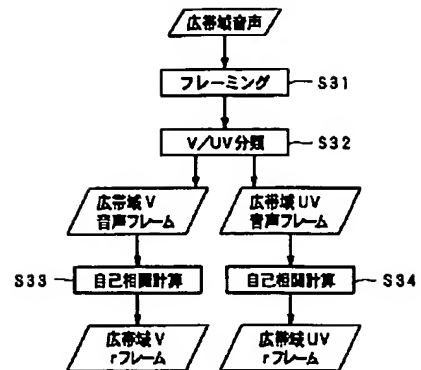 広帯域音声
フレーミング
S31
V/UV分類
S32
広帯域V
音声フレーム
広帯域UV
音声フレーム
S33
自己相関計算
自己相関計算
S34
広帯域V
rフレーム
広帯域UV
rフレーム